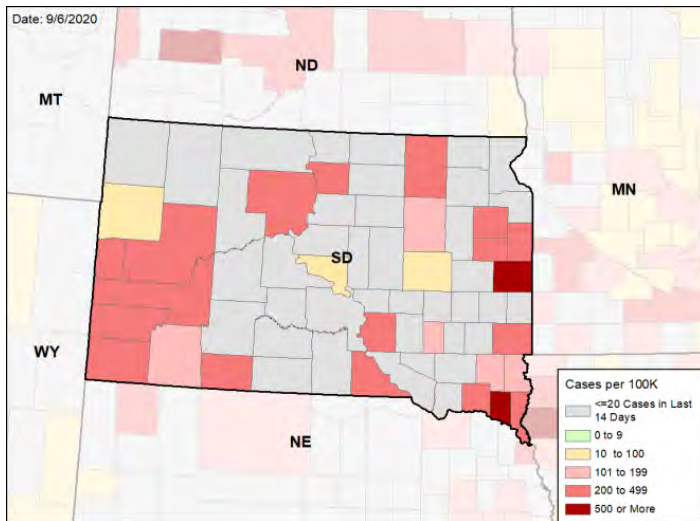 Date: 9/6/2020
ND
MT
MN
SD
WY
NE
Cases per 100K
<=20 Cases in Last
14 Days
0 to 9
10 to 100
101 to 199
200 to 499
500 or More